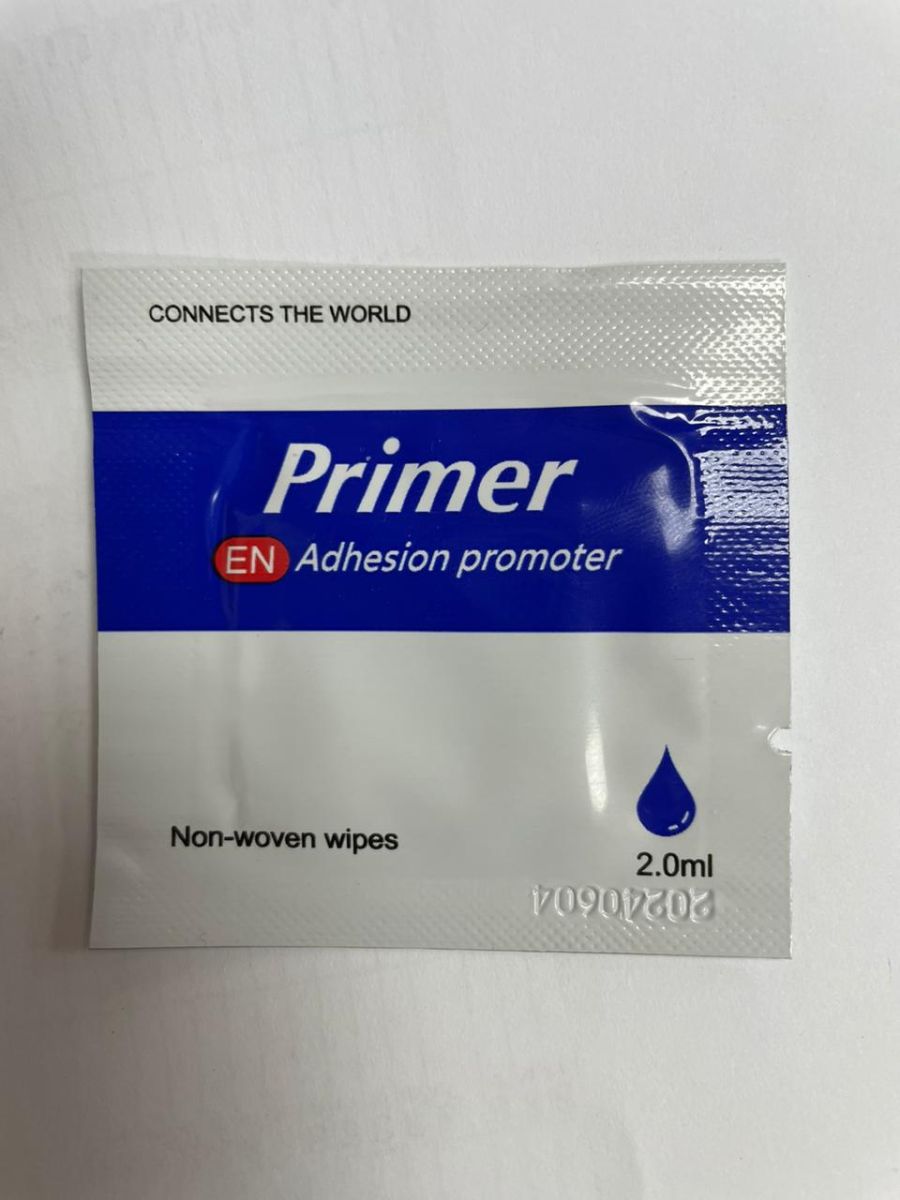 CONNECTS THE WORLD
Primer
EN Adhesion promoter
Non-woven wipes
2.0ml
20240604